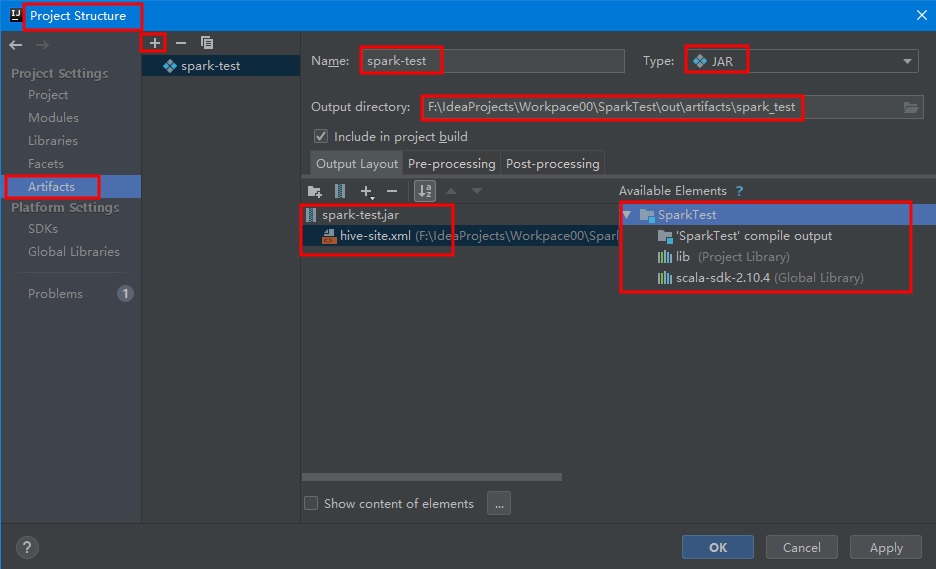 Project Structure
Project Settings
Project
Modules
Libraries
Facets
Artifacts
Platform Settings
SDKs
Global Libraries
Problems 1
spark-test
Name: spark-test Type: JAR
Output directory: F:\IdeaProjects\Workpace00\SparkTest\out\artifacts\spark_test
Include in project build
Output Layout Pre-processing Post-processing
Available Elements ?
spark-test.jar
hive-site.xml (F:\IdeaProjects\Workpace00\Spar
SparkTest
'SparkTest' compile output
lib (Project Library)
scala-sdk-2.10.4 (Global Library)
Show content of elements ...
? OK Cancel Apply